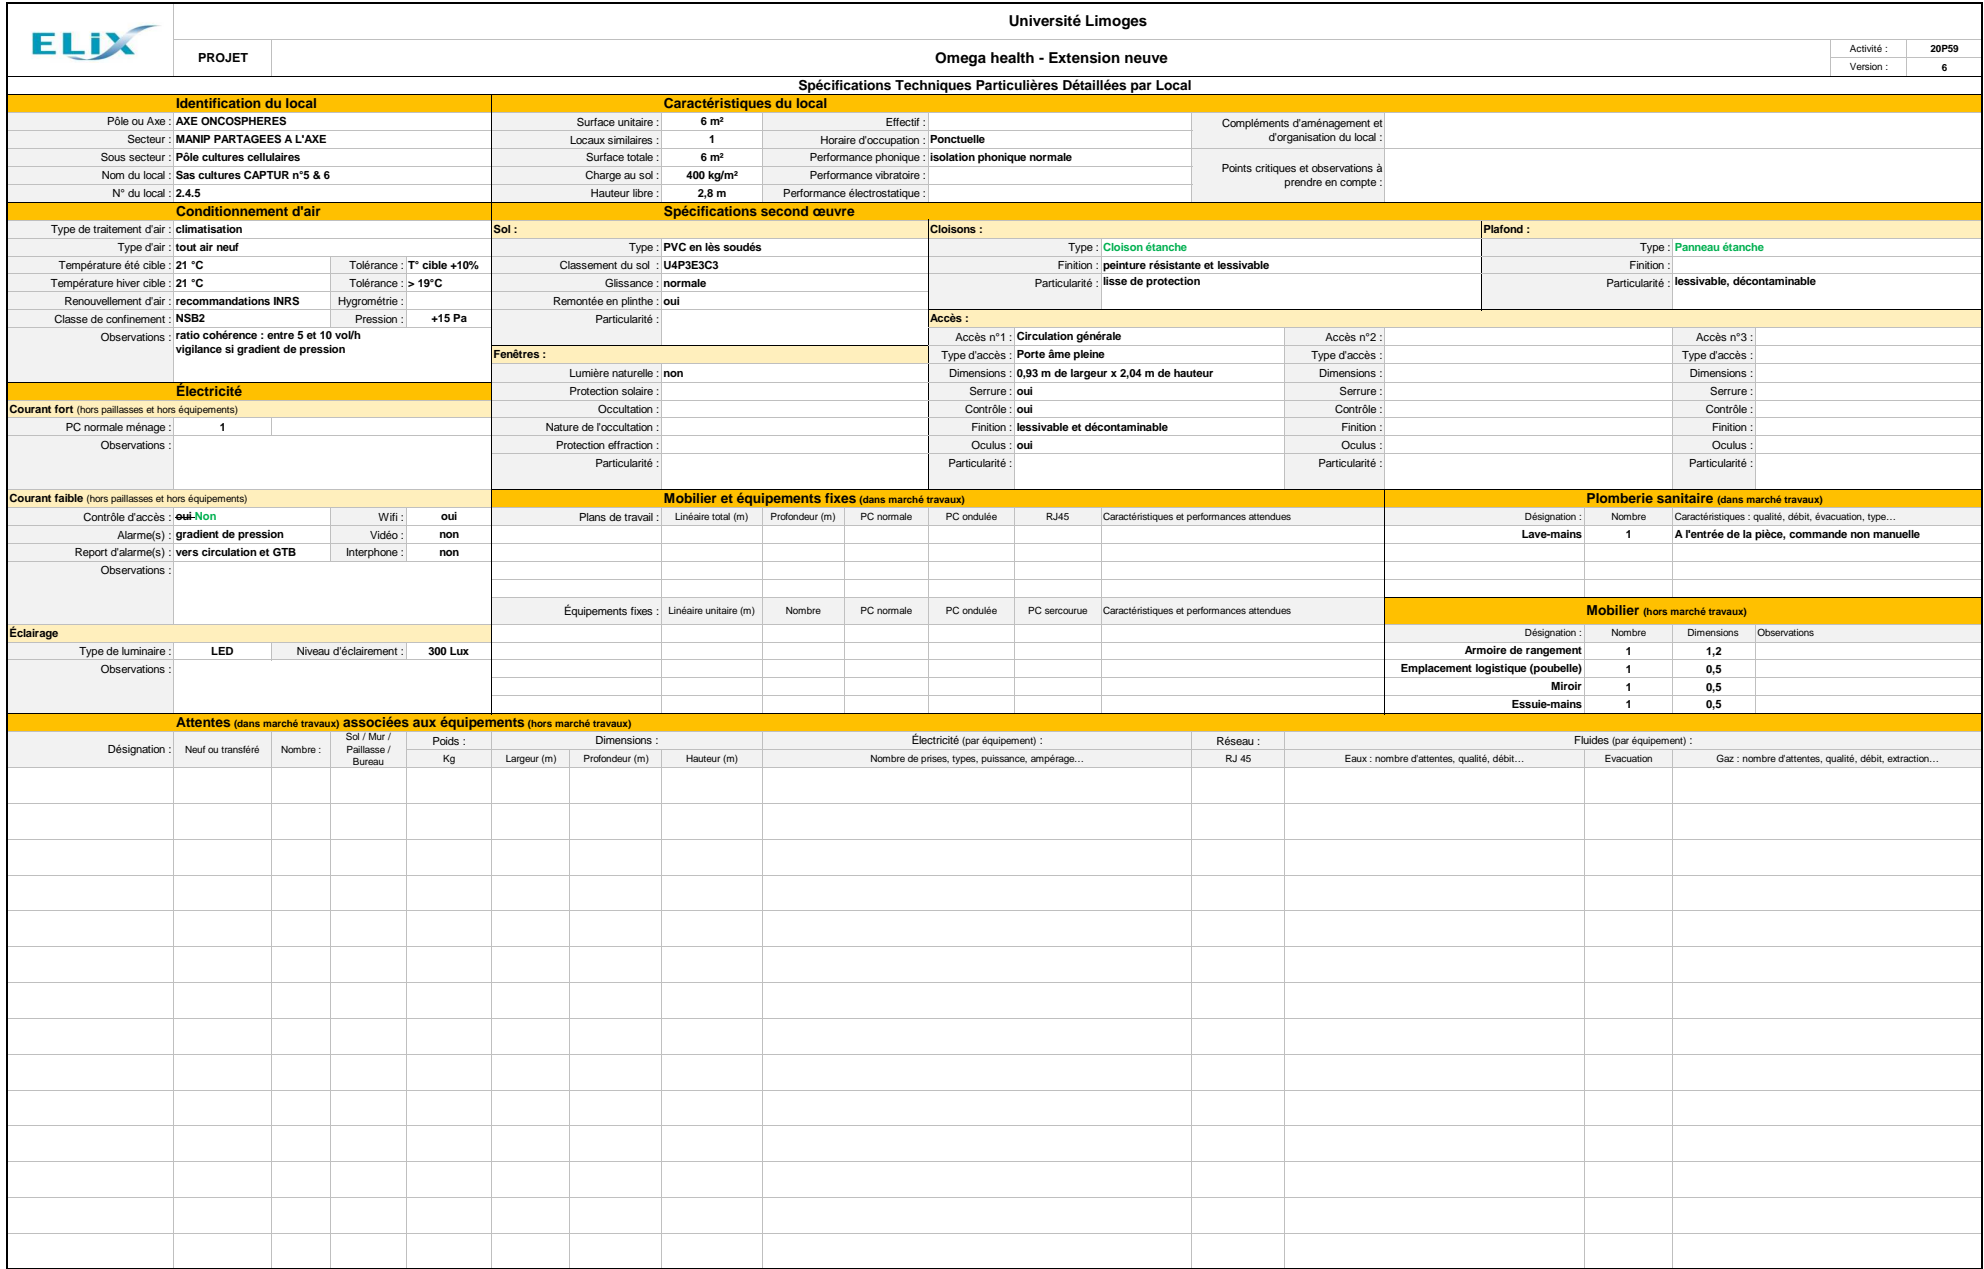 ELiX
Université Limoges
PROJET
Omega health - Extension neuve
Activité : 20P59
Version : 6
Spécifications Techniques Particulières Détaillées par Local
Identification du local
Pôle ou Axe : AXE ONCOSPHERES
Secteur : MANIP PARTAGEES A L'AXE
Sous secteur : Pôle cultures cellulaires
Nom du local : Sas cultures CAPTUR n°5 & 6
N° du local : 2.4.5
Caractéristiques du local
Surface unitaire : 6 m²
Locaux similaires : 1
Surface totale : 6 m²
Charge au sol : 400 kg/m²
Hauteur libre : 2,8 m
Effectif :
Horaire d'occupation : Ponctuelle
Performance phonique : isolation phonique normale
Performance vibratoire :
Performance électrostatique :
Compléments d'aménagement et
d'organisation du local :
Points critiques et observations à
prendre en compte :
Conditionnement d'air
Type de traitement d'air : climatisation
Type d'air : tout air neuf
Température été cible : 21 °C Tolérance : T° cible +10%
Température hiver cible : 21 °C Tolérance : > 19°C
Renouvellement d'air : recommandations INRS Hygrométrie :
Classe de confinement : NSB2 Pression : +15 Pa
Observations : ratio cohérence : entre 5 et 10 vol/h
vigilance si gradient de pression
Spécifications second œuvre
Sol :
Type : PVC en lès soudés
Classement du sol : U4P3E3C3
Glissance : normale
Remontée en plinthe : oui
Particularité :
Fenêtres :
Lumière naturelle : non
Protection solaire :
Occultation :
Nature de l'occultation :
Protection effraction :
Particularité :
Cloisons :
Type : Cloison étanche
Finition : peinture résistante et lessivable
Particularité : lisse de protection
Plafond :
Type : Panneau étanche
Finition :
Particularité : lessivable, décontaminable
Accès :
Accès n°1 : Circulation générale Accès n°2 : Accès n°3 :
Type d'accès : Porte âme pleine Type d'accès : Type d'accès :
Dimensions : 0,93 m de largeur x 2,04 m de hauteur Dimensions : Dimensions :
Serrure : oui Serrure : Serrure :
Contrôle : oui Contrôle : Contrôle :
Finition : lessivable et décontaminable Finition : Finition :
Oculus : oui Oculus : Oculus :
Particularité : Particularité : Particularité :
Électricité
Courant fort (hors paillasses et hors équipements)
PC normale ménage : 1
Observations :
Courant faible (hors paillasses et hors équipements)
Contrôle d'accès : oui Non Wifi : oui
Alarme(s) : gradient de pression Vidéo : non
Report d'alarme(s) : vers circulation et GTB Interphone : non
Observations :
Éclairage
Type de luminaire : LED Niveau d'éclairement : 300 Lux
Observations :
Mobilier et équipements fixes (dans marché travaux)
Plans de travail : Linéaire total (m) Profondeur (m) PC normale PC ondulée RJ45 Caractéristiques et performances attendues
Équipements fixes : Linéaire unitaire (m) Nombre PC normale PC ondulée PC sercourue Caractéristiques et performances attendues
Plomberie sanitaire (dans marché travaux)
Désignation : Nombre Caractéristiques : qualité, débit, évacuation, type…
Lave-mains 1 A l'entrée de la pièce, commande non manuelle
Mobilier (hors marché travaux)
Désignation : Nombre Dimensions Observations
Armoire de rangement 1 1,2
Emplacement logistique (poubelle) 1 0,5
Miroir 1 0,5
Essuie-mains 1 0,5
Attentes (dans marché travaux) associées aux équipements (hors marché travaux)
Désignation : Neuf ou transféré Nombre : Sol / Mur /
Paillasse /
Bureau
Poids : Dimensions : Électricité (par équipement) : Réseau : Fluides (par équipement) :
Kg Largeur (m) Profondeur (m) Hauteur (m) Nombre de prises, types, puissance, ampérage… RJ 45 Eaux : nombre d'attentes, qualité, débit… Evacuation Gaz : nombre d'attentes, qualité, débit, extraction…